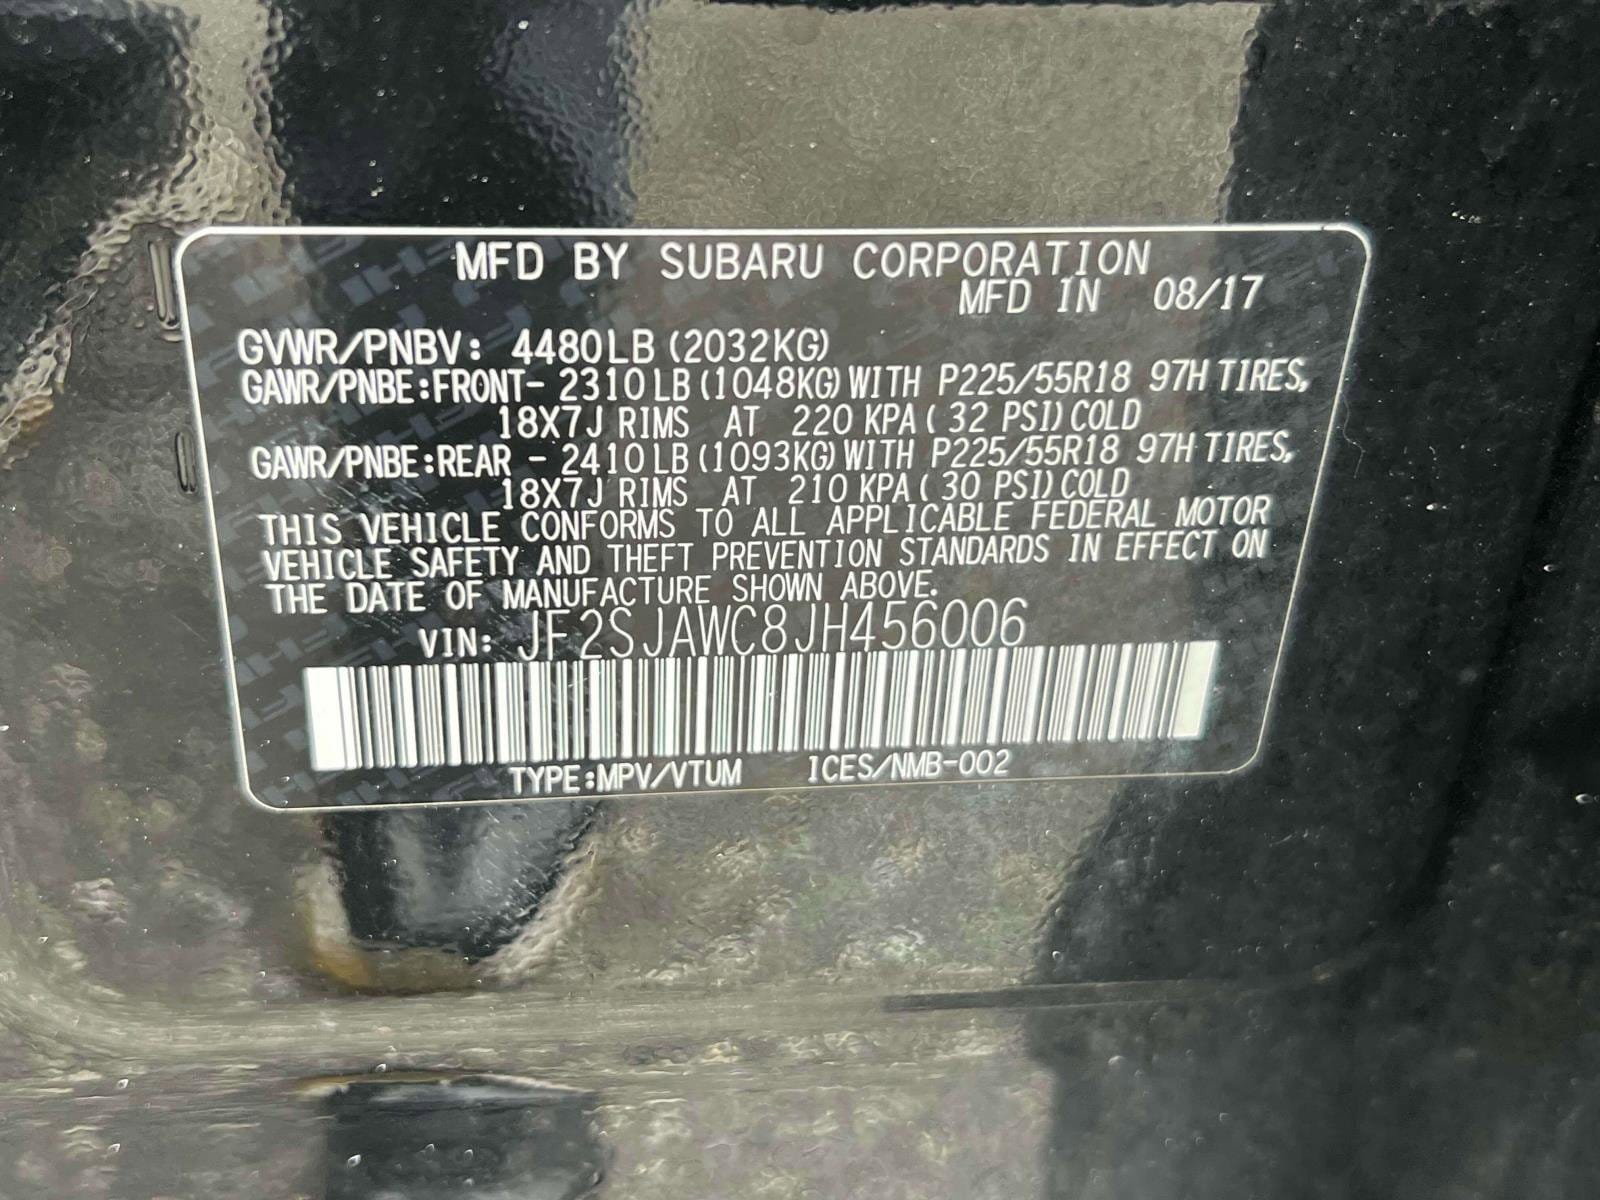 MFD BY SUBARU CORPORATION
MFD IN 08/17
GVWR/PNBV: 4480LB (2032KG)
GAWR/PNBE:FRONT- 2310LB (1048KG) WITH P225/55R18 97H TIRES,
18X7J RIMS AT 220 KPA ( 32 PSI) COLD
GAWR/PNBE:REAR - 2410LB (1093KG) WITH P225/55R18 97H TIRES,
18X7J RIMS AT 210 KPA ( 30 PSI) COLD
THIS VEHICLE CONFORMS TO ALL APPLICABLE FEDERAL MOTOR
VEHICLE SAFETY AND THEFT PREVENTION STANDARDS IN EFFECT ON
THE DATE OF MANUFACTURE SHOWN ABOVE.
VIN: JF2SJAWC8JH456006
TYPE:MPV/VTUM ICES/NMB-002